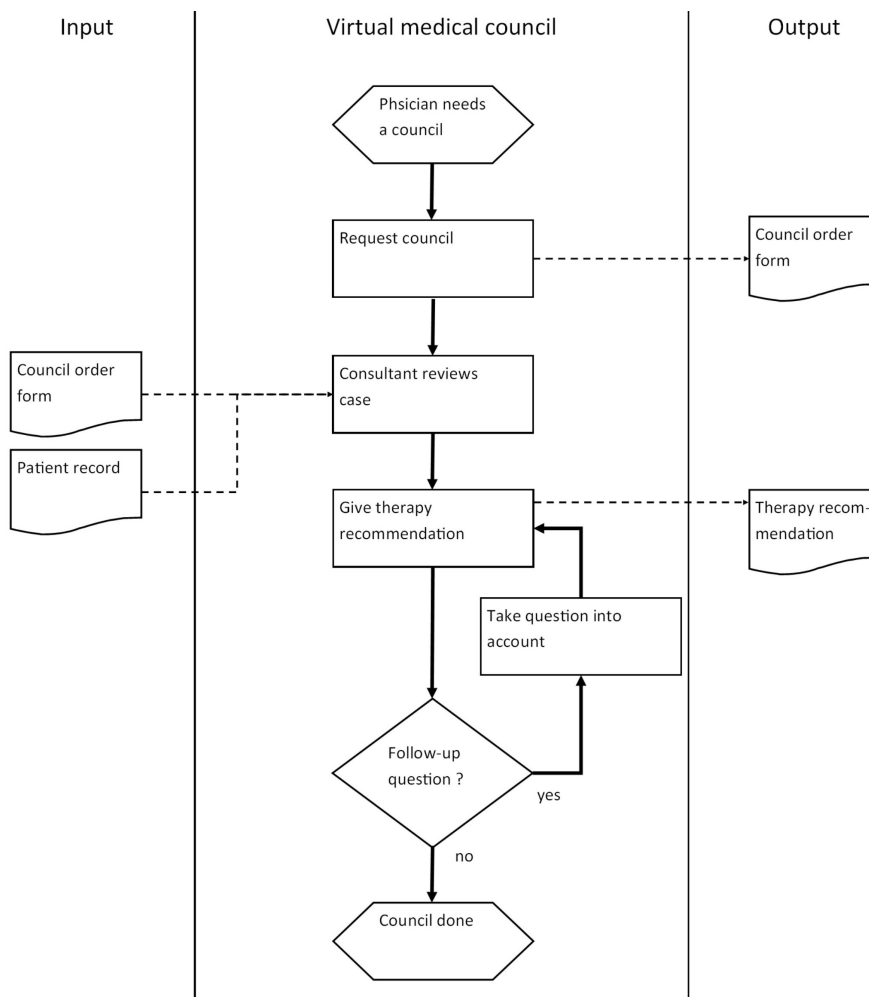 Input
Virtual medical council
Output
Phsician needs
a council
Request council
Council order
form
Council order
form
Consultant reviews
case
Patient record
Give therapy
recommendation
Therapy recom-
mendation
Take question into
account
Follow-up
question ?
yes
no
Council done